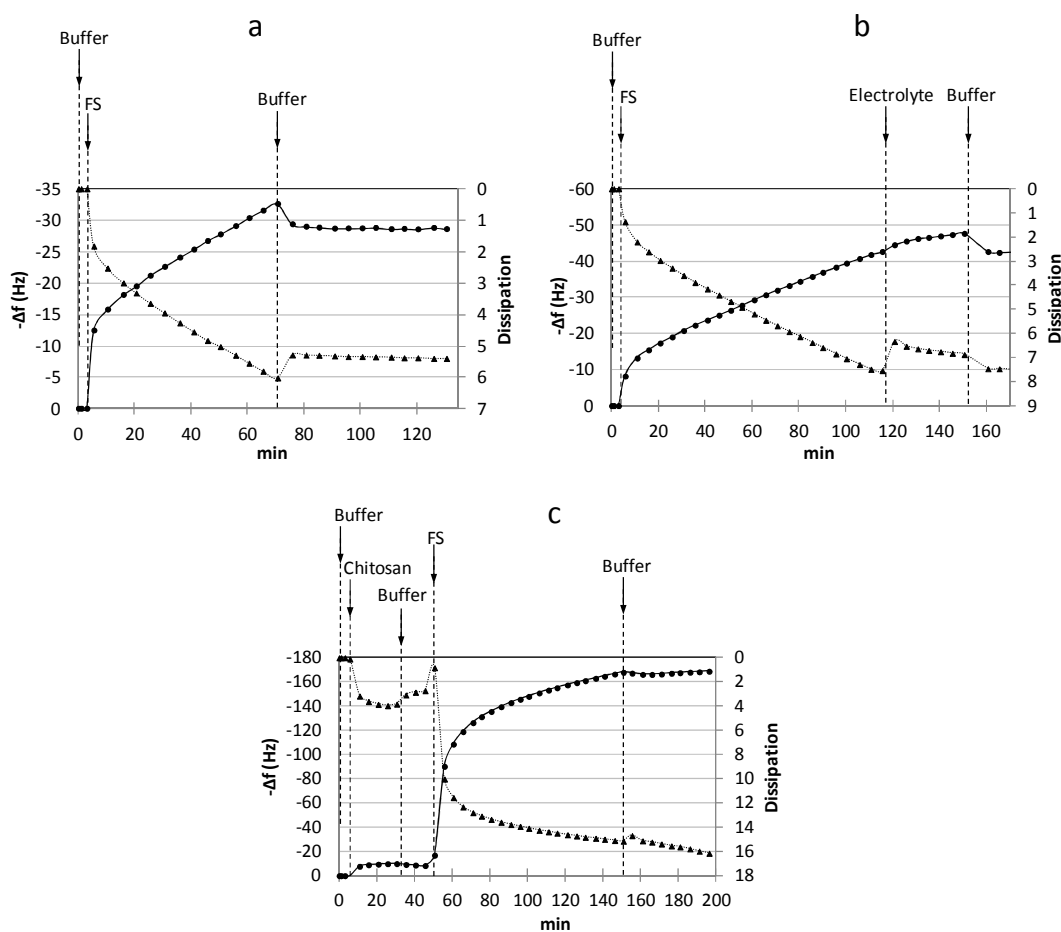 a
Buffer
FS
Buffer
-35
-30
-25
-20
-15
-10
-5
0
-Δf (Hz)
0
1
2
3
4
5
6
7
Dissipation
0 20 40 60 80 100 120
min
b
Buffer
FS
Electrolyte
Buffer
-60
-50
-40
-30
-20
-10
0
-Δf (Hz)
0
1
2
3
4
5
6
7
8
9
Dissipation
0 20 40 60 80 100 120 140 160
min
c
Buffer
FS
Chitosan
Buffer
Buffer
-180
-160
-140
-120
-100
-80
-60
-40
-20
0
-Δf (Hz)
0
2
4
6
8
10
12
14
16
18
Dissipation
0 20 40 60 80 100 120 140 160 180 200
min